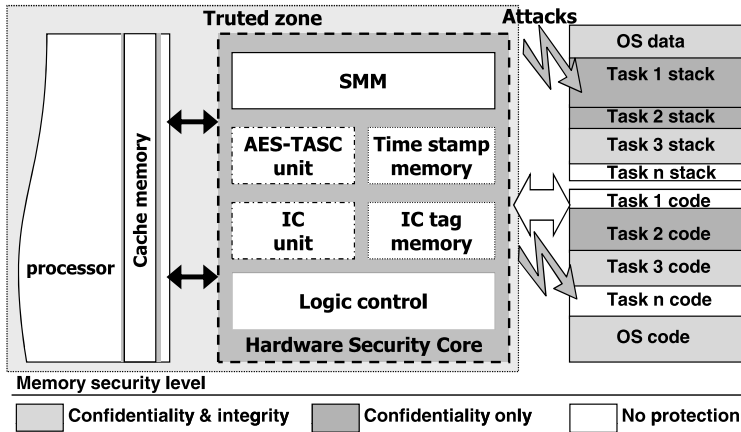 Truted zone
Attacks
processor
Cache memory
SMM
AES-TASC
unit
Time stamp
memory
IC
unit
IC tag
memory
Logic control
Hardware Security Core
OS data
Task 1 stack
Task 2 stack
Task 3 stack
Task n stack
Task 1 code
Task 2 code
Task 3 code
Task n code
OS code
Memory security level
Confidentiality & integrity
Confidentiality only
No protection